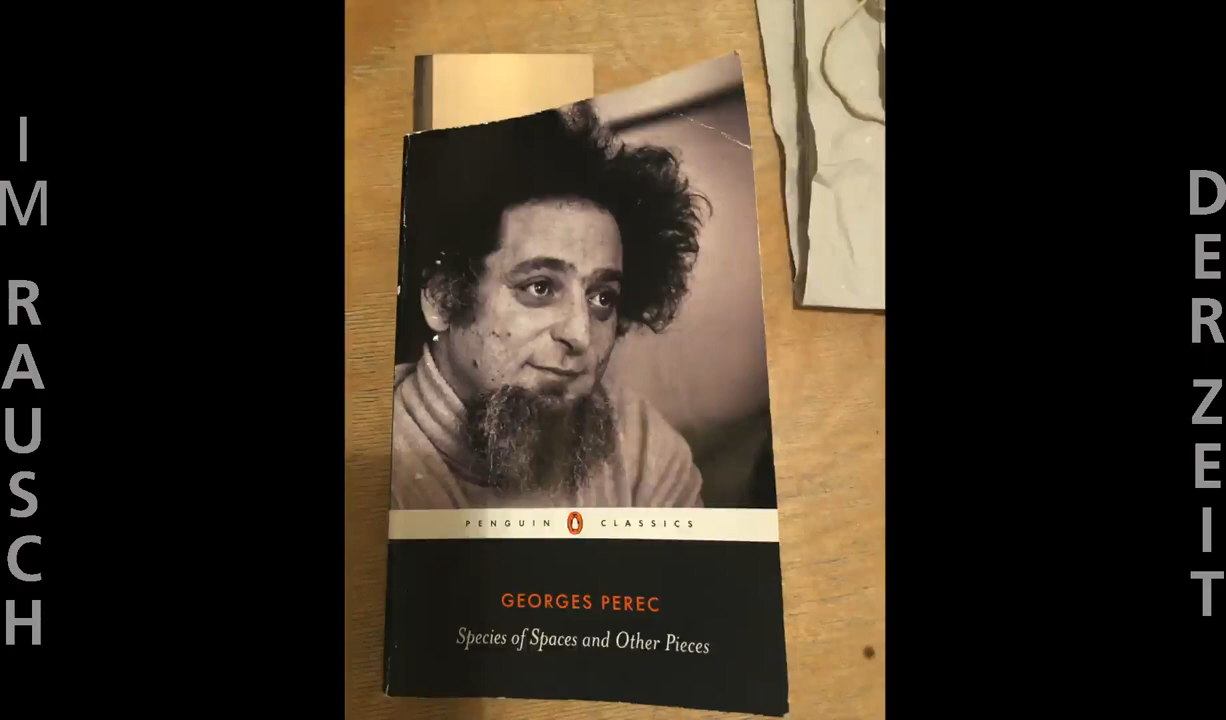 IM RAUSCH
PENGUIN CLASSICS
GEORGES PEREC
Species of Spaces and Other Pieces
DER ZEIT